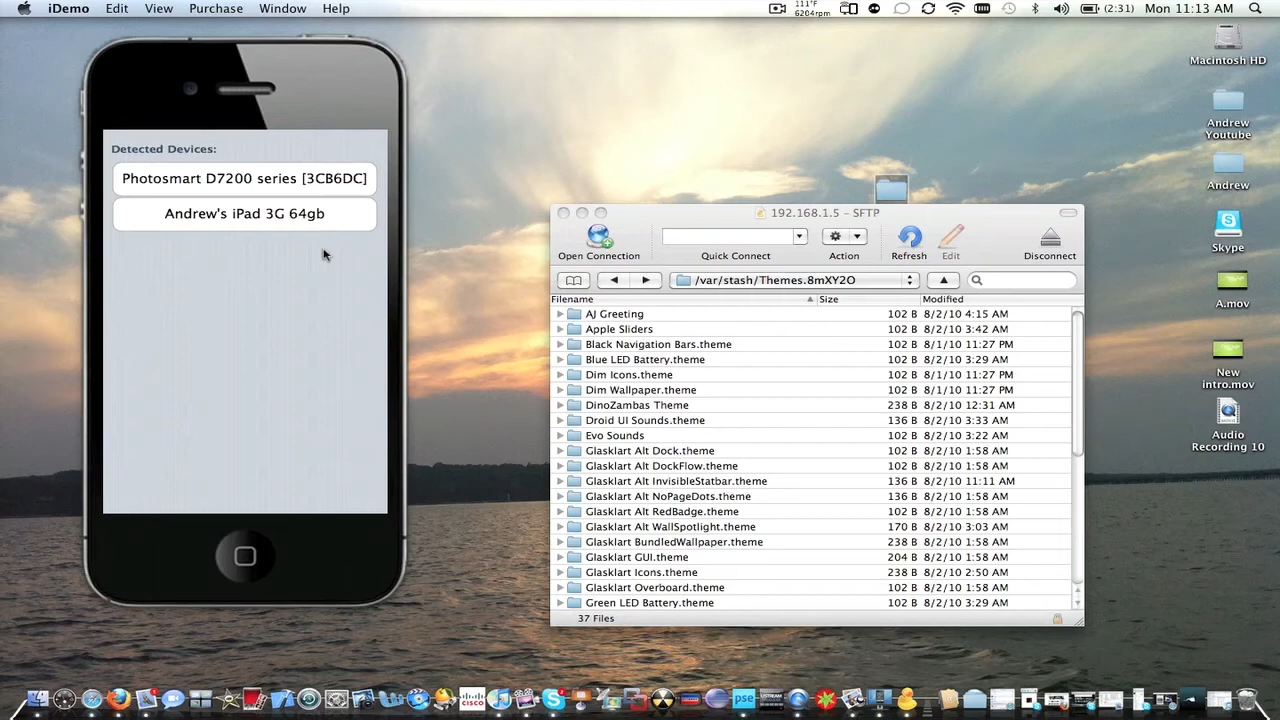 iDemo Edit View Purchase Window Help 111°F 6204rpm (2:31) Mon 11:13 AM
Macintosh HD
Andrew Youtube
Andrew
Skype
A.mov
New intro.mov
Audio Recording 10
Detected Devices:
Photosmart D7200 series [3CB6DC]
Andrew's iPad 3G 64gb
192.168.1.5 – SFTP
Open Connection Quick Connect Action Refresh Edit Disconnect
/var/stash/Themes.8mXY2O
Filename Size Modified
AJ Greeting 102 B 8/2/10 4:15 AM
Apple Sliders 102 B 8/2/10 3:42 AM
Black Navigation Bars.theme 102 B 8/1/10 11:27 PM
Blue LED Battery.theme 102 B 8/2/10 3:29 AM
Dim Icons.theme 102 B 8/1/10 11:27 PM
Dim Wallpaper.theme 102 B 8/1/10 11:27 PM
DinoZambas Theme 238 B 8/2/10 12:31 AM
Droid UI Sounds.theme 136 B 8/2/10 3:33 AM
Evo Sounds 102 B 8/2/10 3:22 AM
Glasklart Alt Dock.theme 102 B 8/2/10 1:58 AM
Glasklart Alt DockFlow.theme 102 B 8/2/10 1:58 AM
Glasklart Alt InvisibleStatbar.theme 136 B 8/2/10 11:11 AM
Glasklart Alt NoPageDots.theme 136 B 8/2/10 1:58 AM
Glasklart Alt RedBadge.theme 102 B 8/2/10 1:58 AM
Glasklart Alt WallSpotlight.theme 170 B 8/2/10 3:03 AM
Glasklart BundledWallpaper.theme 238 B 8/2/10 1:58 AM
Glasklart GUI.theme 204 B 8/2/10 1:58 AM
Glasklart Icons.theme 238 B 8/2/10 2:50 AM
Glasklart Overboard.theme 102 B 8/2/10 1:58 AM
Green LED Battery.theme 102 B 8/2/10 3:29 AM
37 Files
CISCO
pse